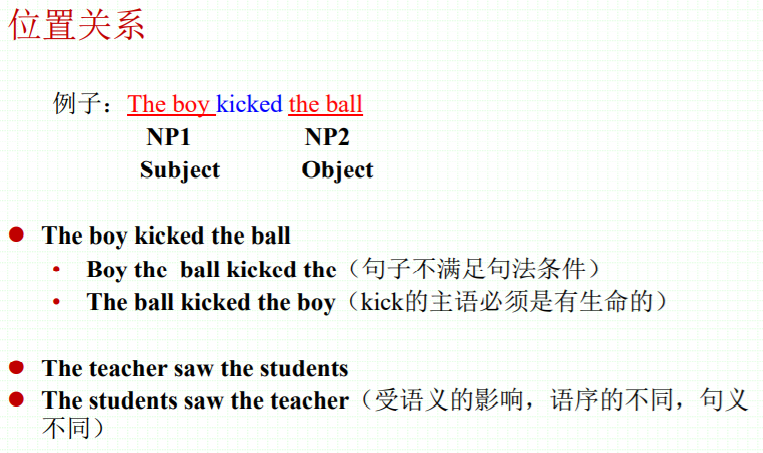 位置关系
例子：The boy kicked the ball
NP1 NP2
Subject Object
The boy kicked the ball
Boy the ball kicked the（句子不满足句法条件）
The ball kicked the boy（kick的主语必须是有生命的）
The teacher saw the students
The students saw the teacher（受语义的影响，语序的不同，句义
不同）